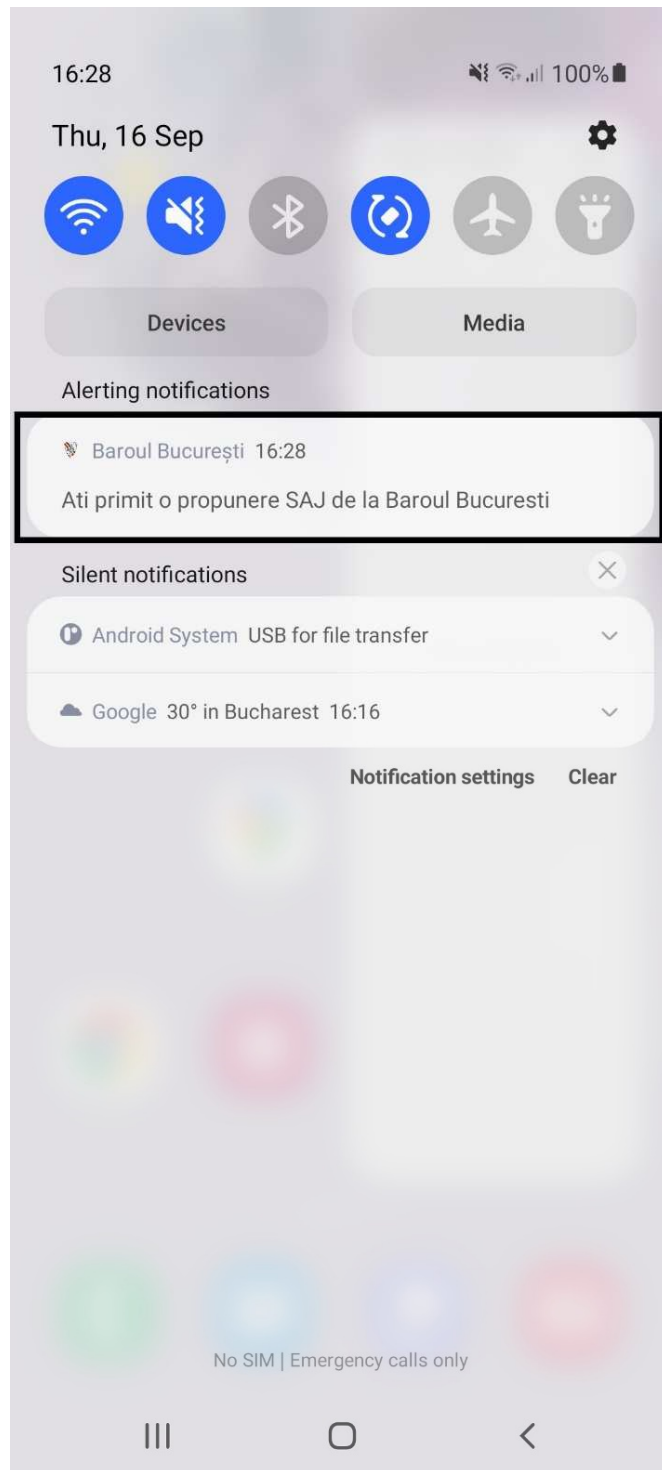 16:28 100%
Thu, 16 Sep
Devices Media
Alerting notifications
Baroul București 16:28
Ati primit o propunere SAJ de la Baroul Bucuresti
Silent notifications
Android System USB for file transfer
Google 30° in Bucharest 16:16
Notification settings Clear
No SIM | Emergency calls only